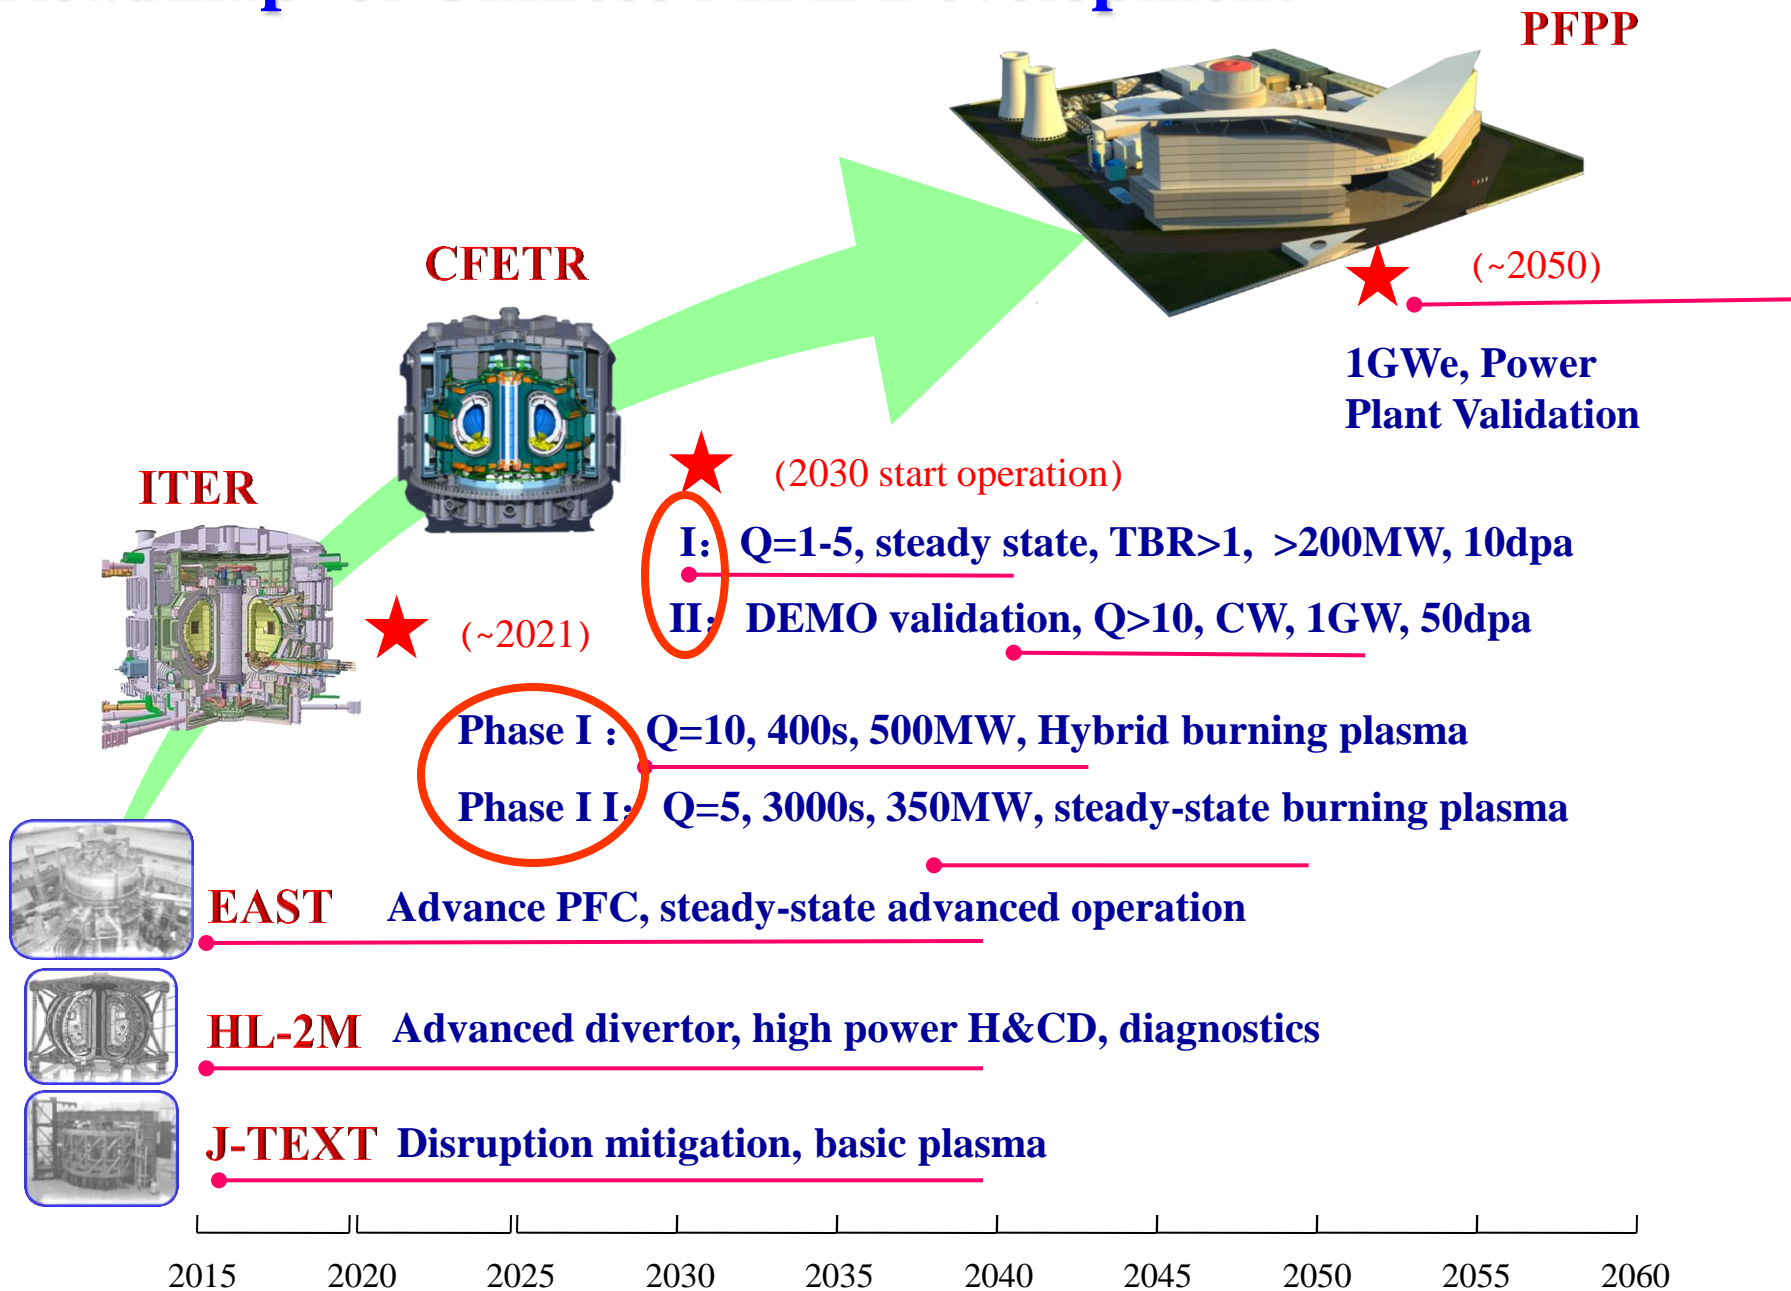 PFPP
CFETR
(~2050)
1GWe, Power
Plant Validation
ITER
(2030 start operation)
I： Q=1-5, steady state, TBR>1, >200MW, 10dpa
II： DEMO validation, Q>10, CW, 1GW, 50dpa
(~2021)
Phase I： Q=10, 400s, 500MW, Hybrid burning plasma
Phase I I： Q=5, 3000s, 350MW, steady-state burning plasma
EAST Advance PFC, steady-state advanced operation
HL-2M Advanced divertor, high power H&CD, diagnostics
J-TEXT Disruption mitigation, basic plasma
2015 2020 2025 2030 2035 2040 2045 2050 2055 2060